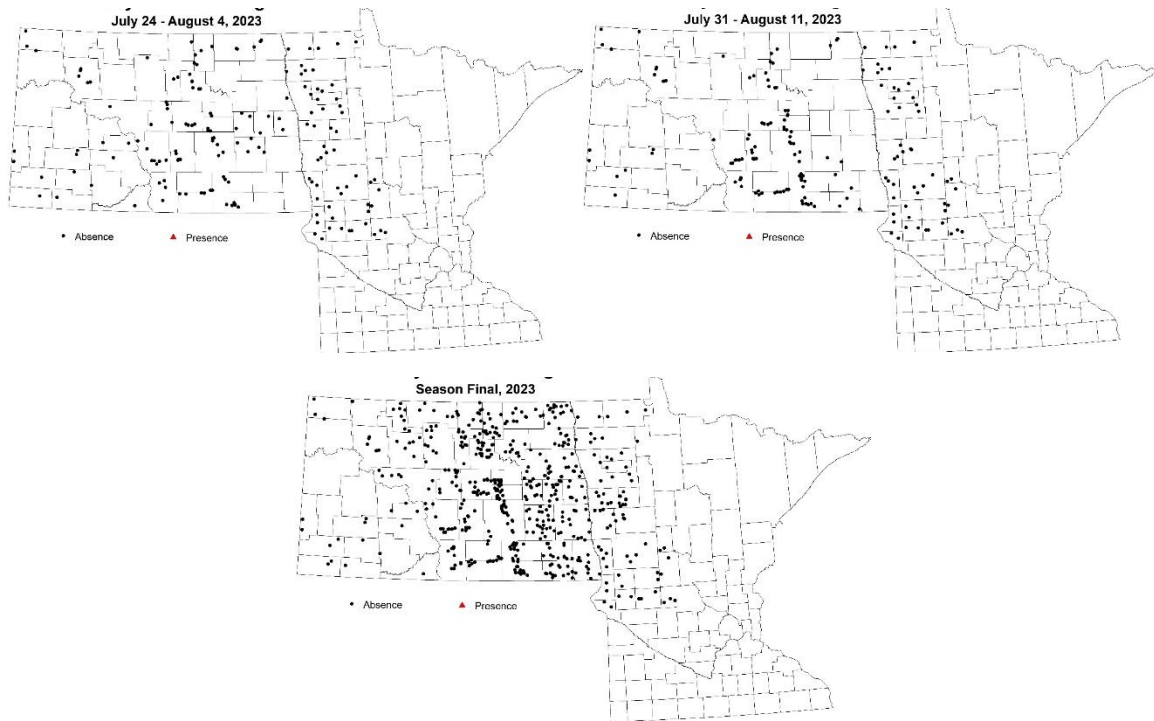 July 24 - August 4, 2023
Absence Presence
July 31 - August 11, 2023
Absence Presence
Season Final, 2023
Absence Presence